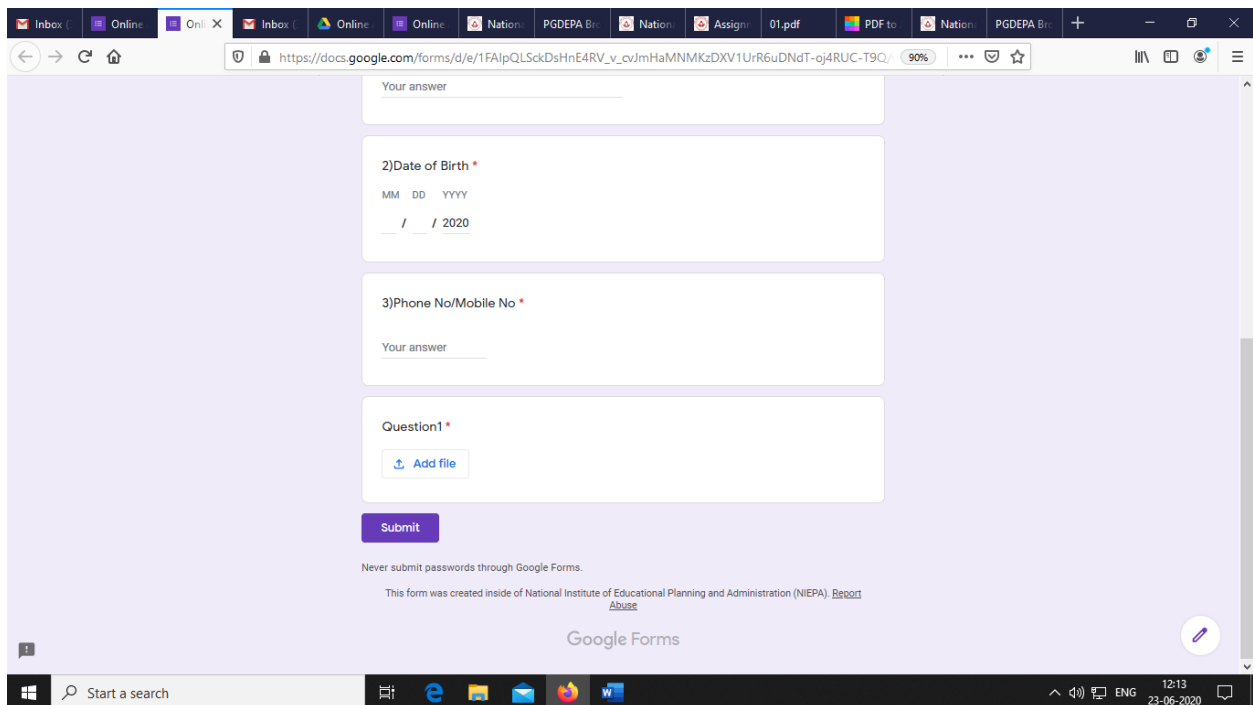 Inbox (
Online
Onli
Inbox (
Online
Online
Nation
PGDEPA Bro
Nation
Assignr
01.pdf
PDF to
Nation
PGDEPA Bro
https://docs.google.com/forms/d/e/1FAIpQLSckDsHnE4RV_v_cvJmHaMNMKzDXV1UrR6uDNdT-oj4RUC-T9Q/
90%
Your answer
2)Date of Birth *
MM DD YYYY
/ / 2020
3)Phone No/Mobile No *
Your answer
Question1 *
Add file
Submit
Never submit passwords through Google Forms.
This form was created inside of National Institute of Educational Planning and Administration (NIEPA). Report
Abuse
Google Forms
Start a search
W
ENG
12:13
23-06-2020